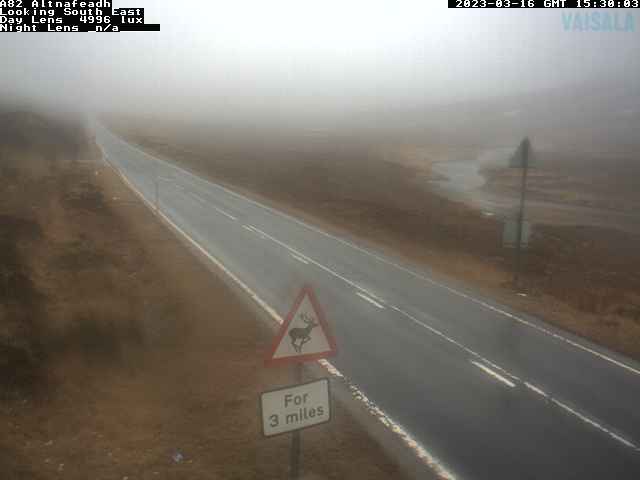 A82 Altnafeadh
Looking South East
Day Lens 4996 lux
Night Lens n/a
2023-03-16 GMT 15:30:03
VAISALA
For
3 miles